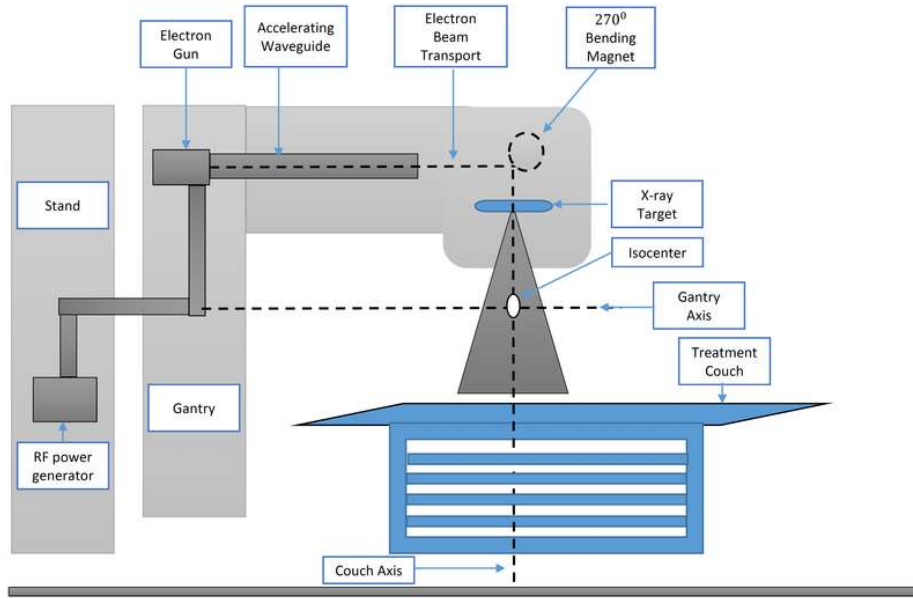 Electron
Gun
Accelerating
Waveguide
Electron
Beam
Transport
270⁰
Bending
Magnet
Stand
X-ray
Target
Isocenter
Gantry
Axis
Treatment
Couch
Gantry
RF power
generator
Couch Axis